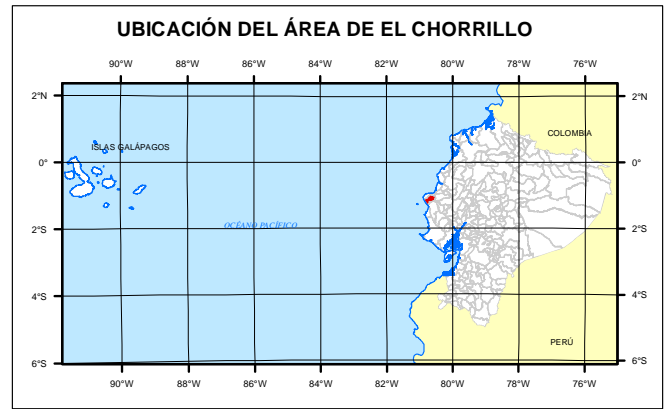 UBICACIÓN DEL ÁREA DE EL CHORRILLO
90°W 88°W 86°W 84°W 82°W 80°W 78°W 76°W
2°N 2°N
COLOMBIA
ISLAS GALÁPAGOS
0° 0°
2°S 2°S
OCÉANO PACÍFICO
4°S 4°S
PERÚ
6°S 6°S
90°W 88°W 86°W 84°W 82°W 80°W 78°W 76°W